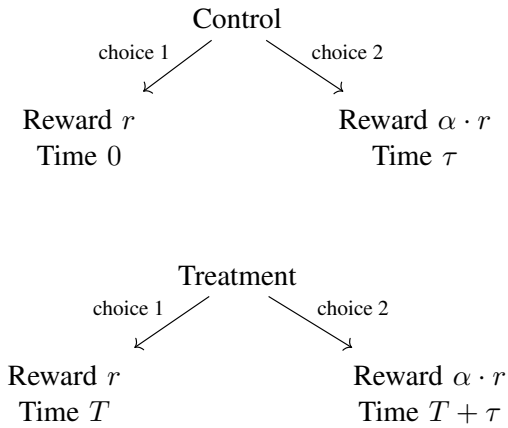 Control
choice 1 choice 2
Reward r Reward α · r
Time 0 Time τ
Treatment
choice 1 choice 2
Reward r Reward α · r
Time T Time T + τ